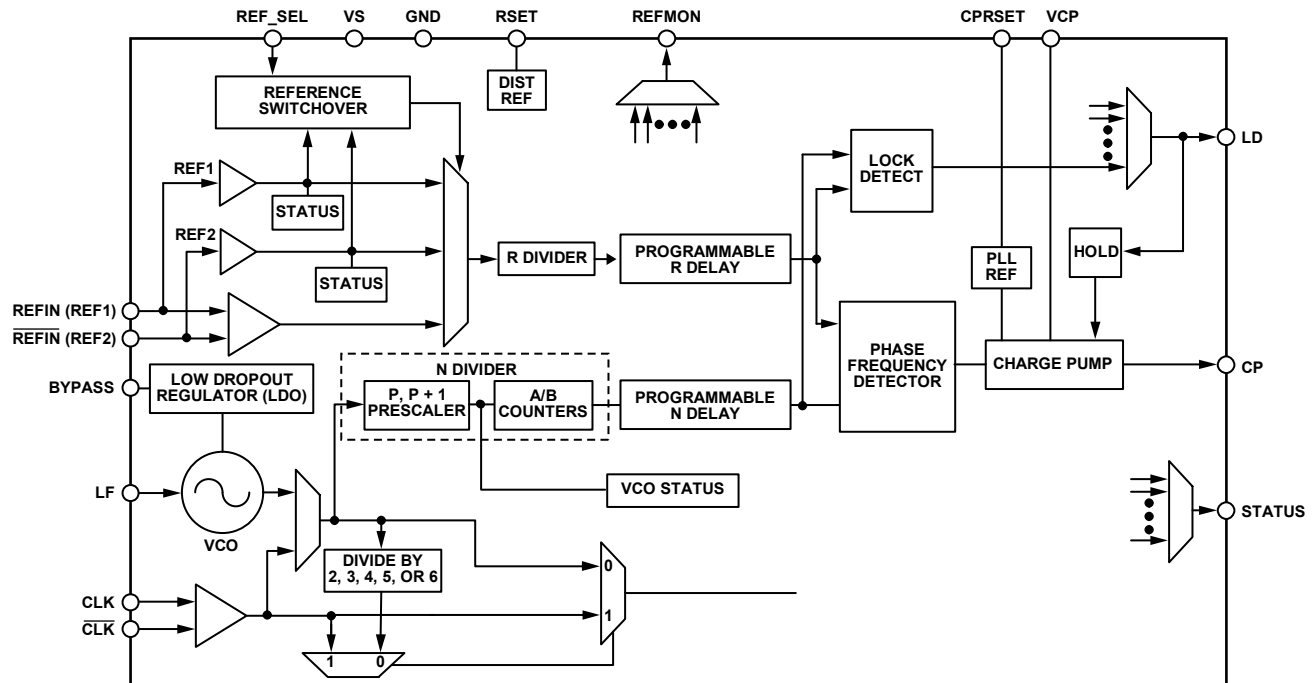 REF_SEL
VS
GND
RSET
REFMON
CPRSET
VCP
DIST
REF
REFERENCE
SWITCHOVER
LD
LOCK
DETECT
REF1
STATUS
REF2
STATUS
R DIVIDER
PROGRAMMABLE
R DELAY
PLL
REF
HOLD
REFIN (REF1)
REFIN (REF2)
N DIVIDER
PHASE
FREQUENCY
DETECTOR
CHARGE PUMP
CP
BYPASS
LOW DROPOUT
REGULATOR (LDO)
P, P + 1
PRESCALER
A/B
COUNTERS
PROGRAMMABLE
N DELAY
LF
VCO
VCO STATUS
STATUS
DIVIDE BY
2, 3, 4, 5, OR 6
0
1
CLK
CLK
1
0